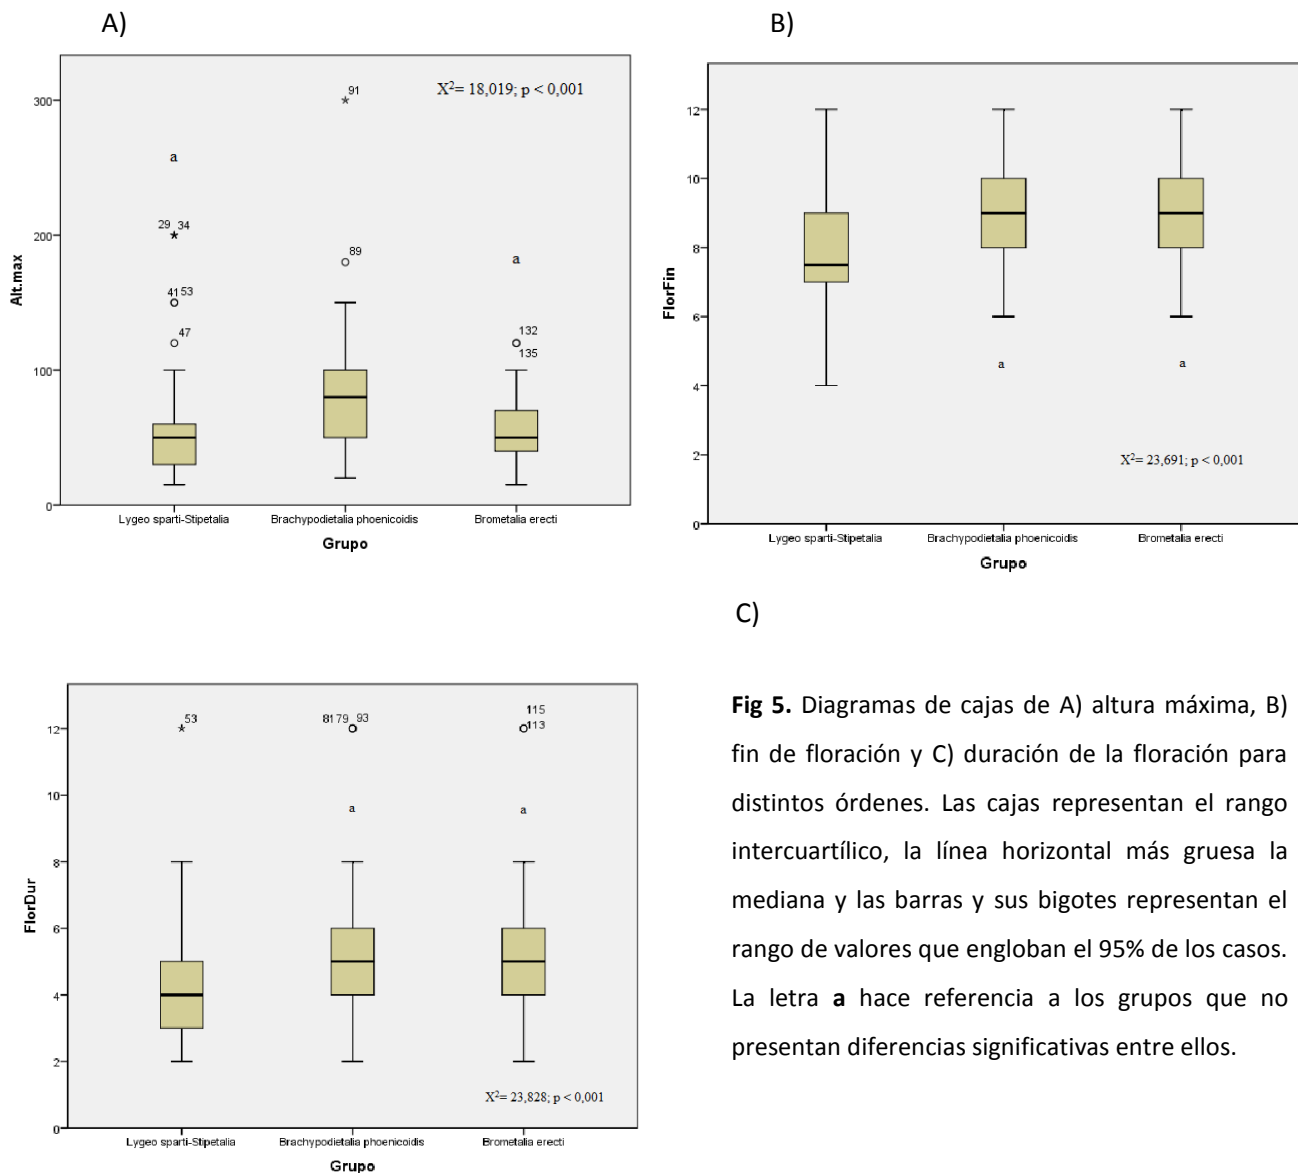 A)
X²= 18,019; p < 0,001
Alt.max
300
200
100
0
a
29 34
41 53
47
91
89
a
132
135
Lygeo sparti-Stipetalia
Brachypodietalia phoenicoidis
Brometalia erecti
Grupo
B)
FlorFin
12
10
8
6
4
2
0
a
a
X²= 23,691; p < 0,001
Lygeo sparti-Stipetalia
Brachypodietalia phoenicoidis
Brometalia erecti
Grupo
C)
FlorDur
12
10
8
6
4
2
0
53
81 79 93
115
113
a
a
X²= 23,828; p < 0,001
Lygeo sparti-Stipetalia
Brachypodietalia phoenicoidis
Brometalia erecti
Grupo
Fig 5. Diagramas de cajas de A) altura máxima, B)
fin de floración y C) duración de la floración para
distintos órdenes. Las cajas representan el rango
intercuartílico, la línea horizontal más gruesa la
mediana y las barras y sus bigotes representan el
rango de valores que engloban el 95% de los casos.
La letra a hace referencia a los grupos que no
presentan diferencias significativas entre ellos.